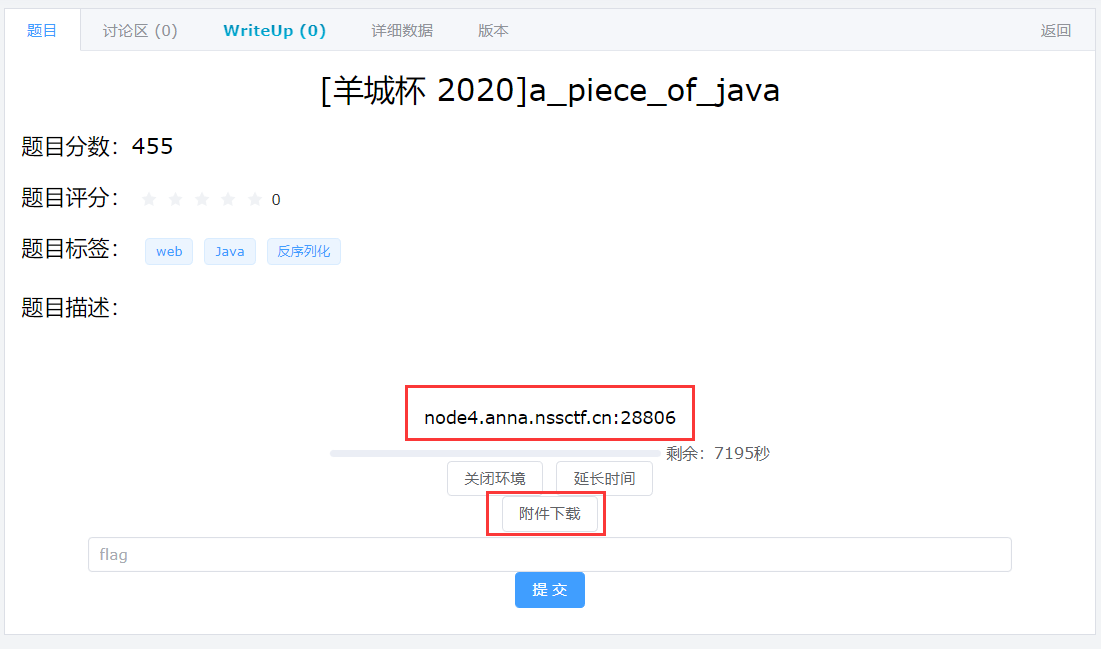 题目 讨论区 (0) WriteUp (0) 详细数据 版本 返回
[羊城杯 2020]a_piece_of_java
题目分数：455
题目评分： 0
题目标签： web Java 反序列化
题目描述：
node4.anna.nssctf.cn:28806
剩余：7195秒
关闭环境 延长时间
附件下载
flag
提 交